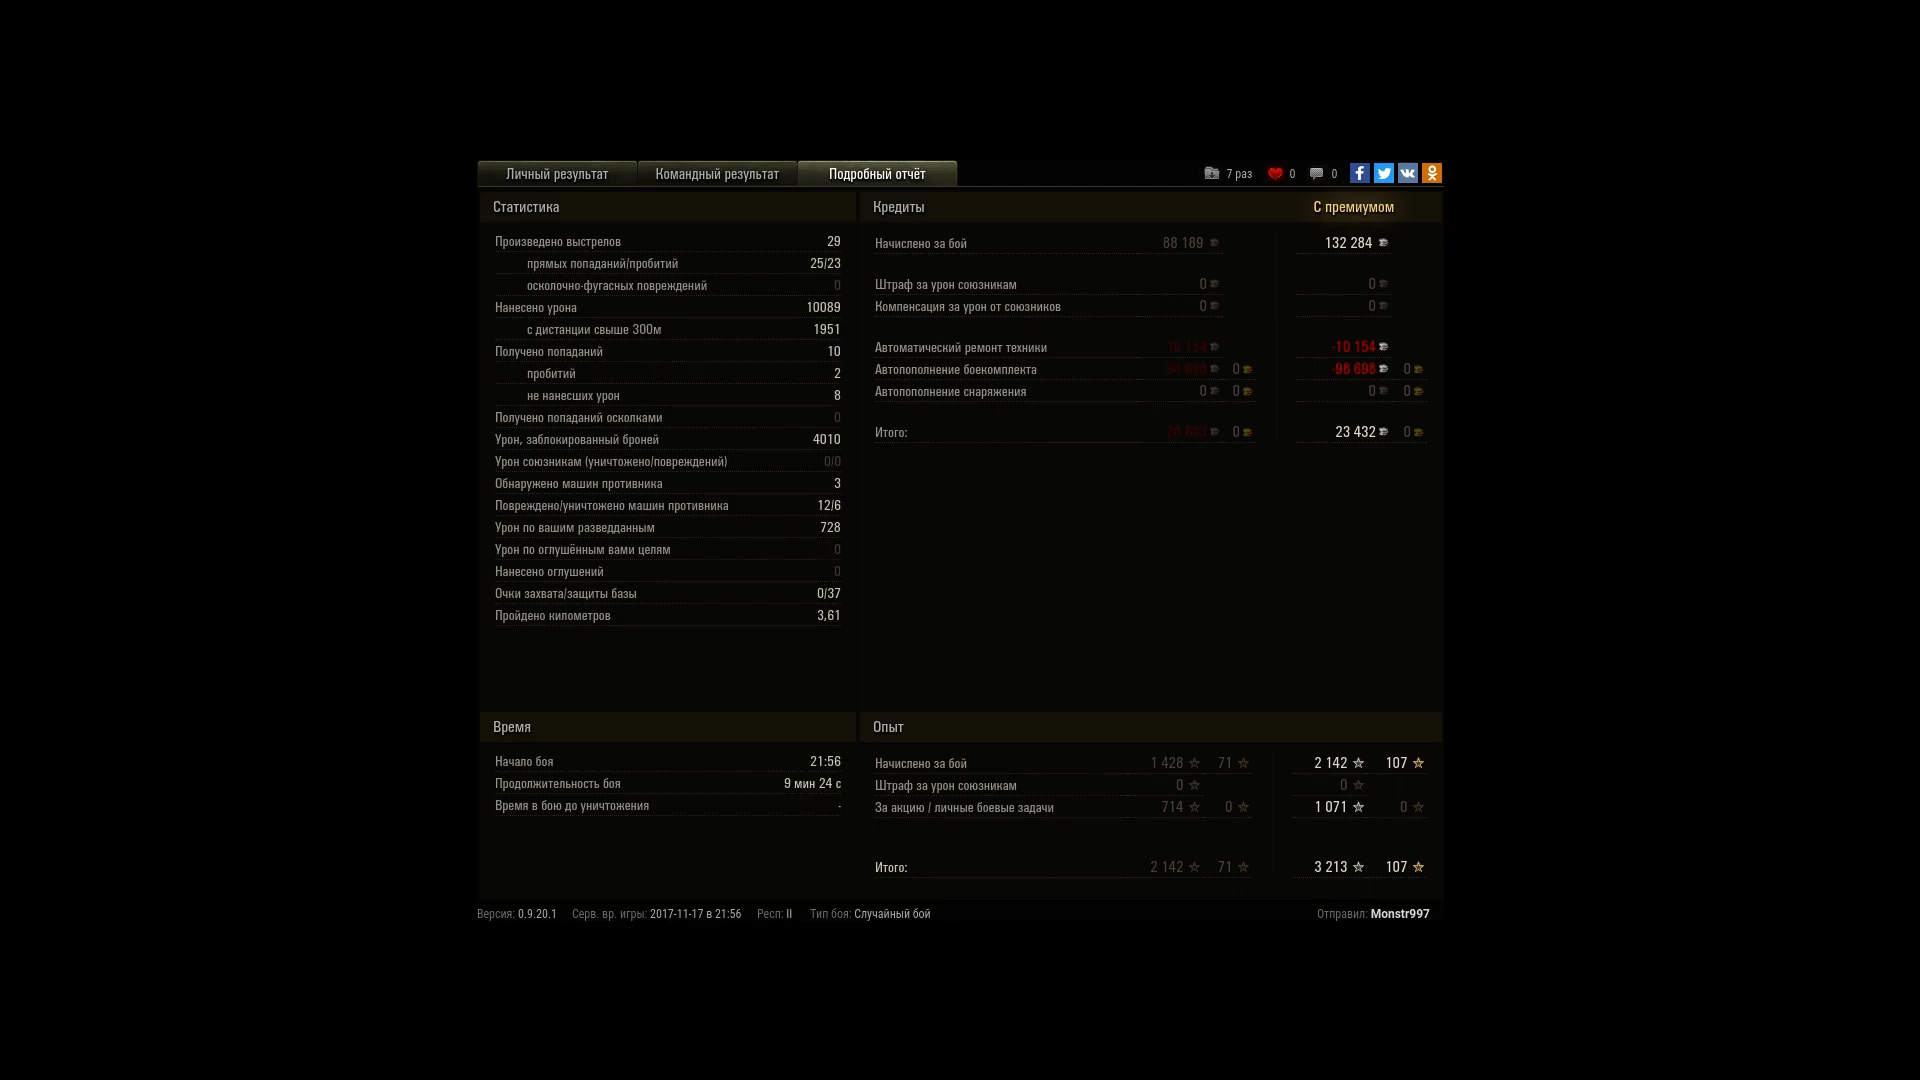 Личный результат Командный результат Подробный отчёт 7 раз 0 0
Статистика
Произведено выстрелов 29
прямых попаданий/пробитий 25/23
осколочно-фугасных повреждений 0
Нанесено урона 10089
с дистанции свыше 300м 1951
Получено попаданий 10
пробитий 2
не нанесших урон 8
Получено попаданий осколками 0
Урон, заблокированный броней 4010
Урон союзникам (уничтожено/повреждений) 0/0
Обнаружено машин противника 3
Повреждено/уничтожено машин противника 12/6
Урон по вашим разведданным 728
Урон по оглушённым вами целям 0
Нанесено оглушений 0
Очки захвата/защиты базы 0/37
Пройдено километров 3,61
Кредиты С премиумом
Начислено за бой 88 189 132 284
Штраф за урон союзникам 0 0
Компенсация за урон от союзников 0 0
Автоматический ремонт техники -10 154 -10 154
Автопополнение боекомплекта 0 -98 698 0
Автопополнение снаряжения 0 0 0 0
Итого: 0 23 432 0
Время
Начало боя 21:56
Продолжительность боя 9 мин 24 с
Время в бою до уничтожения -
Опыт
Начислено за бой 1 428 71 2 142 107
Штраф за урон союзникам 0 0
За акцию / личные боевые задачи 714 0 1 071 0
Итого: 2 142 71 3 213 107
Версия: 0.9.20.1 Серв. вр. игры: 2017-11-17 в 21:56 Респ: II Тип боя: Случайный бой Отправил: Monstr997